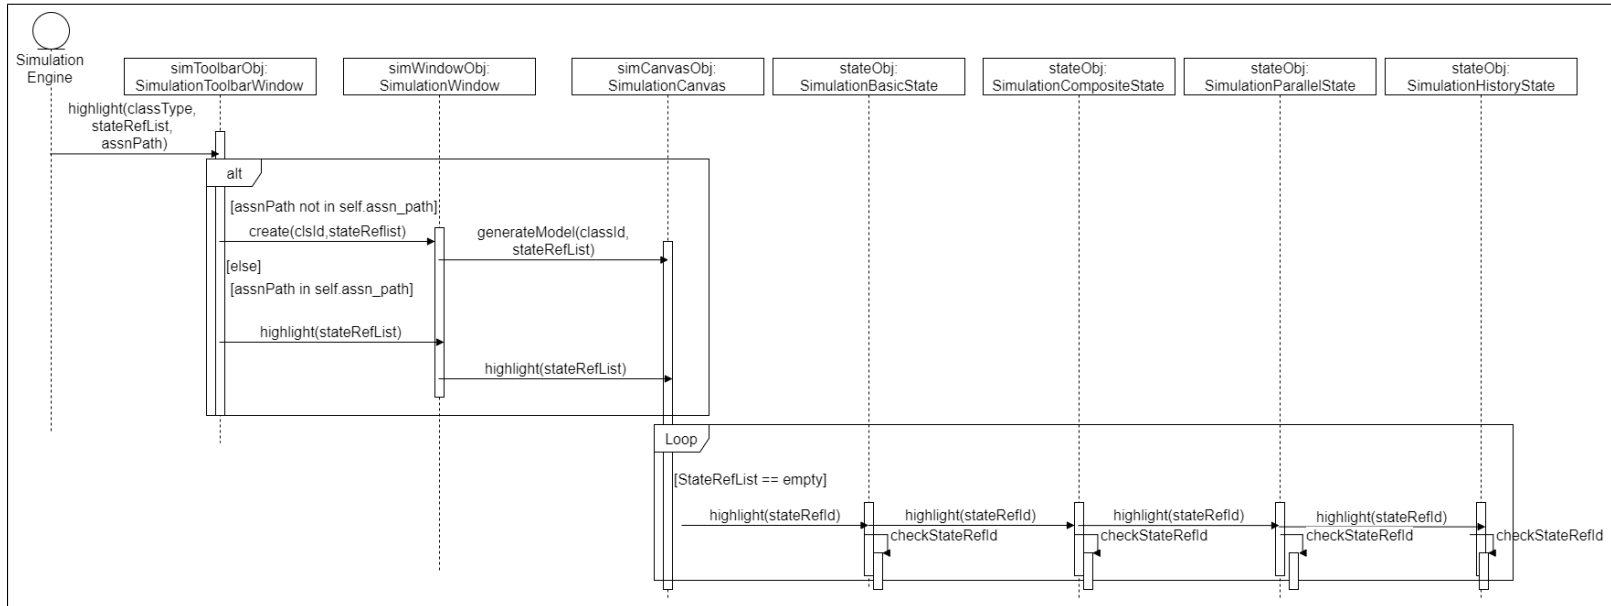 Simulation
Engine
simToolbarObj:
SimulationToolbarWindow
simWindowObj:
SimulationWindow
simCanvasObj:
SimulationCanvas
stateObj:
SimulationBasicState
stateObj:
SimulationCompositeState
stateObj:
SimulationParallelState
stateObj:
SimulationHistoryState
highlight(classType,
stateRefList,
assnPath)
alt
[assnPath not in self.assn_path]
create(clsId,stateReflist)
generateModel(classId,
stateRefList)
[else]
[assnPath in self.assn_path]
highlight(stateRefList)
highlight(stateRefList)
Loop
[StateRefList == empty]
highlight(stateRefId)
highlight(stateRefId)
highlight(stateRefId)
highlight(stateRefId)
checkStateRefId
checkStateRefId
checkStateRefId
checkStateRefId